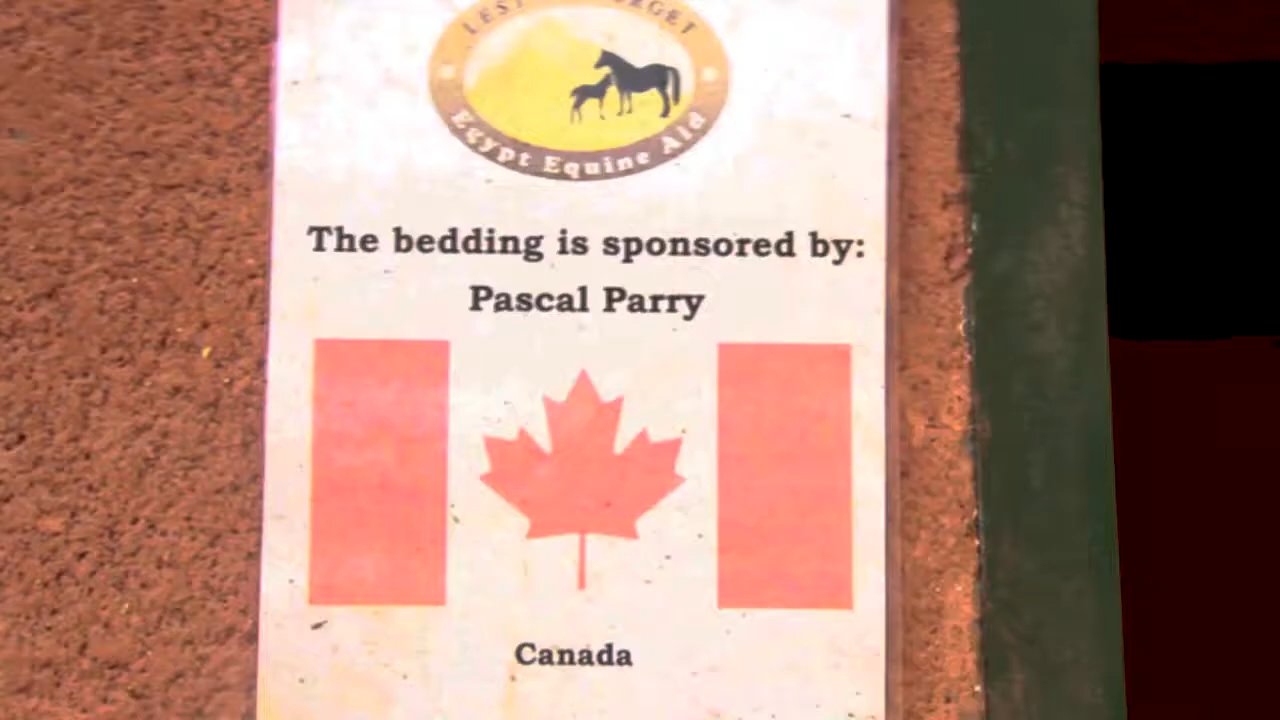 Egypt Equine Aid
The bedding is sponsored by:
Pascal Parry
Canada